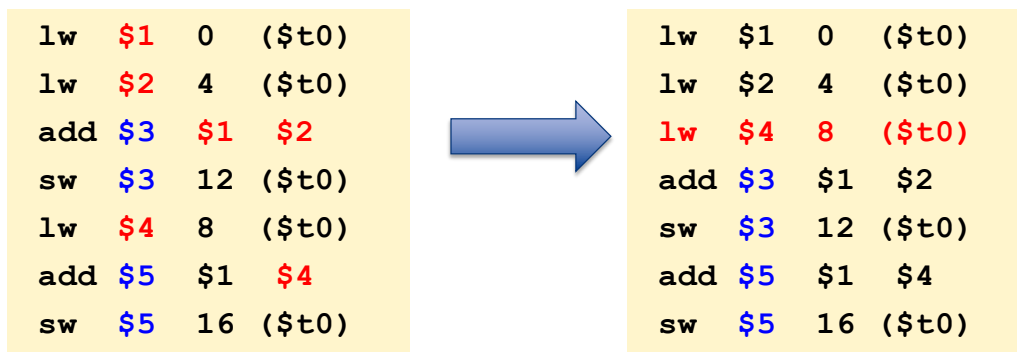 lw $1 0 ($t0)
lw $2 4 ($t0)
add $3 $1 $2
sw $3 12 ($t0)
lw $4 8 ($t0)
add $5 $1 $4
sw $5 16 ($t0)
lw $1 0 ($t0)
lw $2 4 ($t0)
lw $4 8 ($t0)
add $3 $1 $2
sw $3 12 ($t0)
add $5 $1 $4
sw $5 16 ($t0)